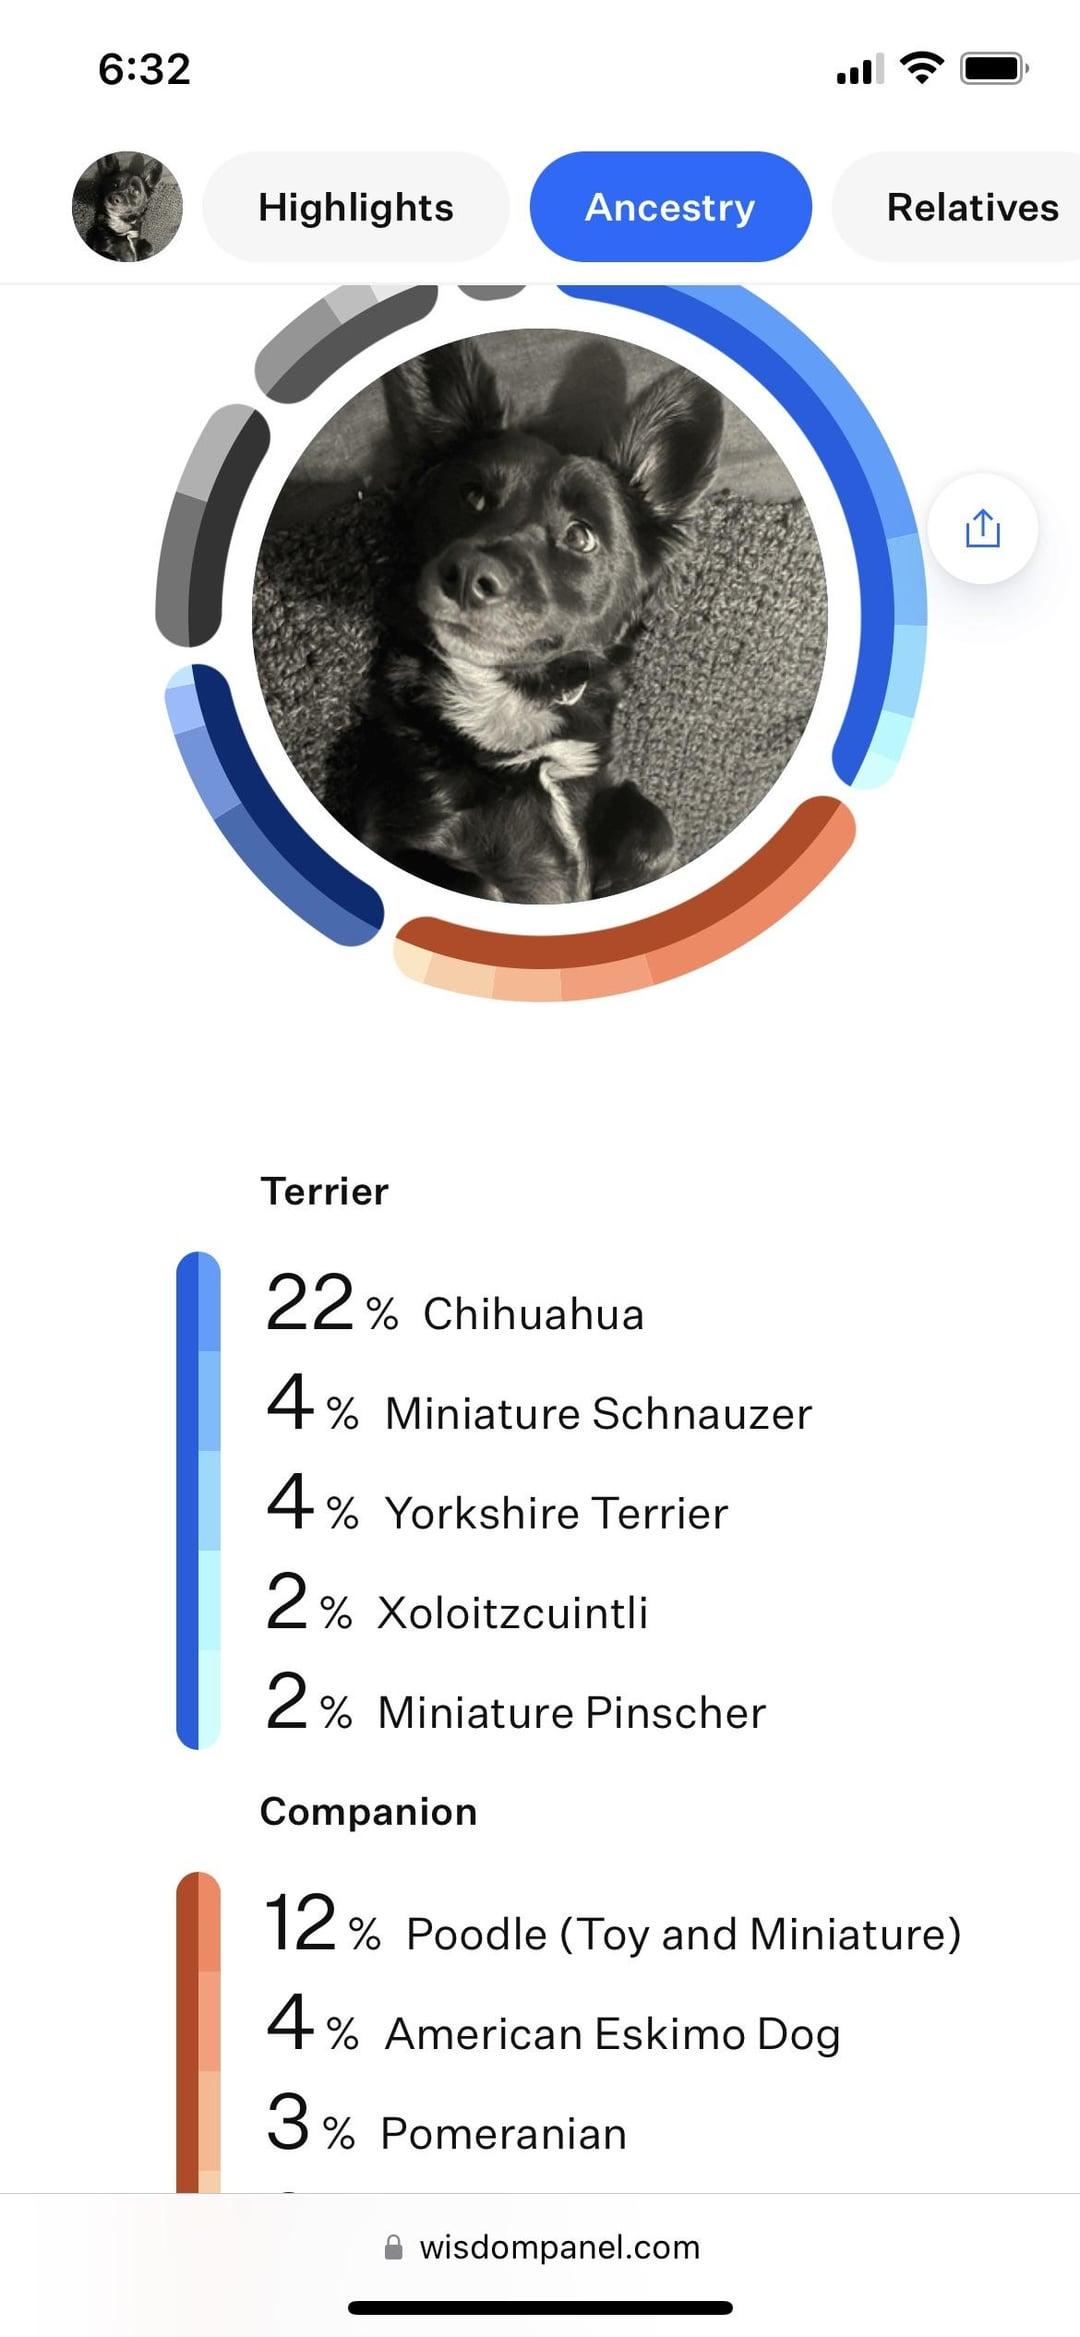 6:32
Highlights
Ancestry
Relatives
Terrier
22 % Chihuahua
4 % Miniature Schnauzer
4 % Yorkshire Terrier
2 % Xoloitzcuintli
2 % Miniature Pinscher
Companion
12 % Poodle (Toy and Miniature)
4 % American Eskimo Dog
3 % Pomeranian
wisdompanel.com